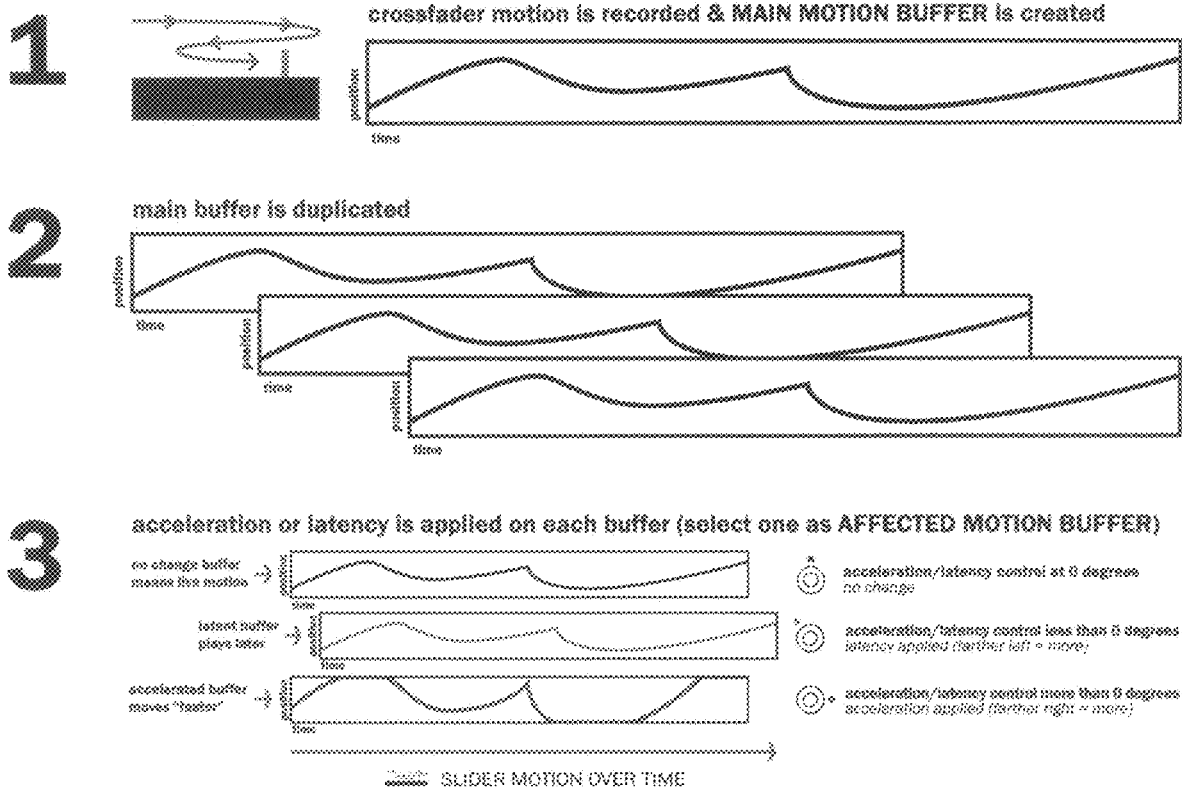 1
crossfader motion is recorded & MAIN MOTION BUFFER is created
position
time
2
main buffer is duplicated
position
time
position
time
position
time
3
acceleration or latency is applied on each buffer (select one as AFFECTED MOTION BUFFER)
no change buffer
means live motion
time
acceleration/latency control at 0 degrees
no change
latent buffer
plays later
time
acceleration/latency control less than 0 degrees
latency applied (farther left = more)
accelerated buffer
moves "faster"
time
acceleration/latency control more than 0 degrees
acceleration applied (farther right = more)
SLIDER MOTION OVER TIME